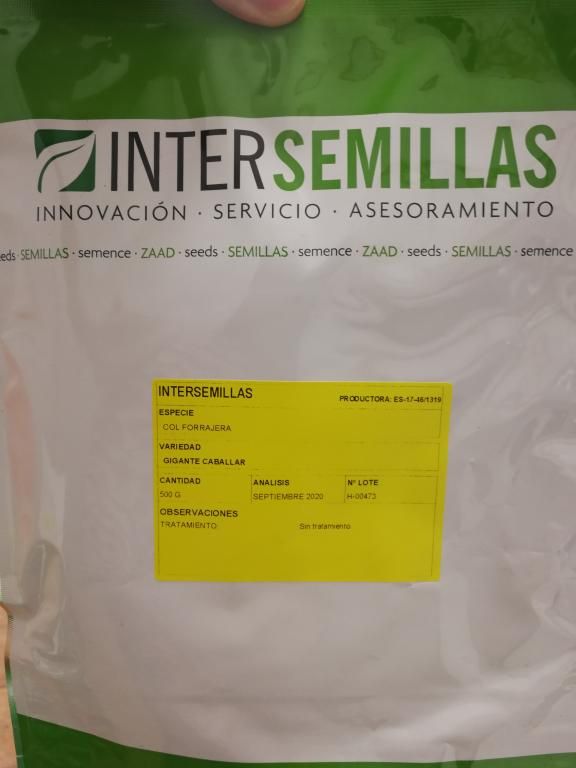 INTERSEMILLAS
INNOVACIÓN · SERVICIO · ASESORAMIENTO
eds · SEMILLAS · semence · ZAAD · seeds · SEMILLAS · semence · ZAAD · seeds · SEMILLAS · semence
INTERSEMILLAS PRODUCTORA: ES-17-46/1319
ESPECIE
COL FORRAJERA
VARIEDAD
GIGANTE CABALLAR
CANTIDAD ANALISIS Nº LOTE
500 G SEPTIEMBRE 2020 H-00473
OBSERVACIONES
TRATAMIENTO: Sin tratamiento